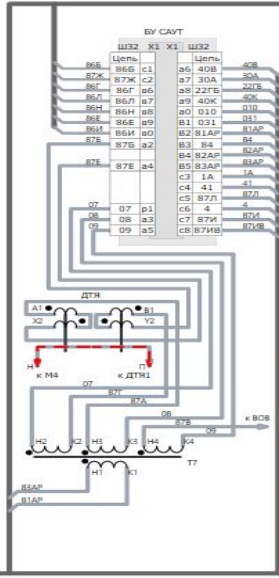 БУ САУТ
Ш32 X1 X1 Ш32
Цепь Цепь
86Б 86Б с1 а6 40В 40В
87Ж 87Ж с2 а7 30А 30А
86Г 86Г в6 а8 22ГБ 22ГБ
86Л 86Л в7 а9 40К 40К
86Н 86Н в8 а0 010 010
86Е 86Е в9 В1 031 031
86И 86И в0 В2 81АР 81АР
87Б 87Б а2 В3 84 84
В4 82АР 82АР
87Е 87Е а4 В5 83АР 83АР
с3 1А 1А
с4 41 41
с5 87Л 87Л
07 07 р1 с6 4 4
08 08 а3 с7 87И 87И
09 09 а5 с8 87ИВ 87ИВ
ДТЯ
А1 В1
Х2 Y2
Н П
к М4 к ДТЯ1
07
87Г
87А
08
87В к ВОВ
09
Н2 К2 Н3 К3 Н4 К4
Т7
Н1 К1
83АР
81АР